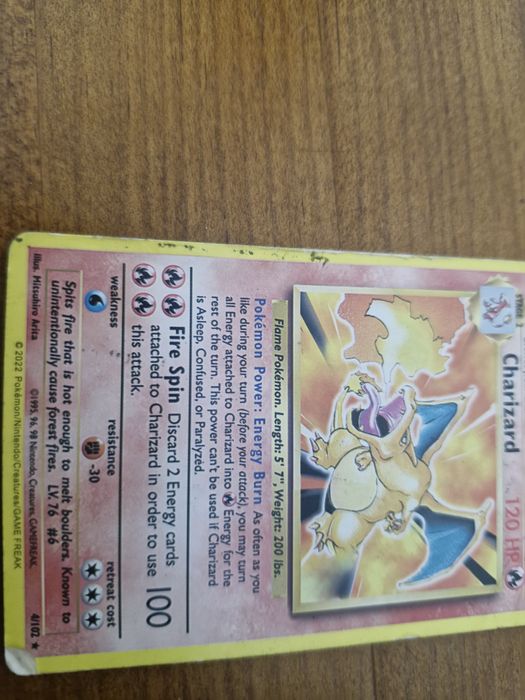 Charizard 120 HP
Flame Pokémon. Length: 5' 7", Weight: 200 lbs.
Pokémon Power: Energy Burn As often as you
like during your turn (before your attack), you may turn
all Energy attached to Charizard into Energy for the
rest of the turn. This power can't be used if Charizard
is Asleep, Confused, or Paralyzed.
Fire Spin Discard 2 Energy cards
attached to Charizard in order to use
this attack.
100
weakness resistance retreat cost
-30
Spits fire that is hot enough to melt boulders. Known to
unintentionally cause forest fires. LV. 76 #6
Illus. Mitsuhiro Arita ©1995, 96, 98 Nintendo, Creatures, GAMEFREAK. 4/102 ★
©2022 Pokémon/Nintendo/Creatures/GAME FREAK